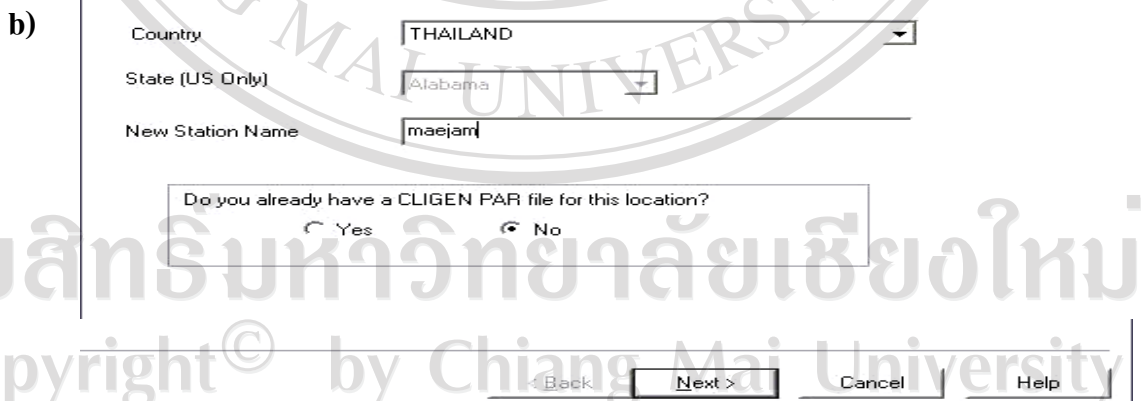 b)
Country THAILAND
MAI UNIVERSI
State (US Only) Alabama
New Station Name maejam
Do you already have a CLIGEN PAR file for this location?
Yes No
สิทธิ์มหาวิทยาลัยเชียงใหม่
pyright© by Chiang Mai University
< Back Next > Cancel Help